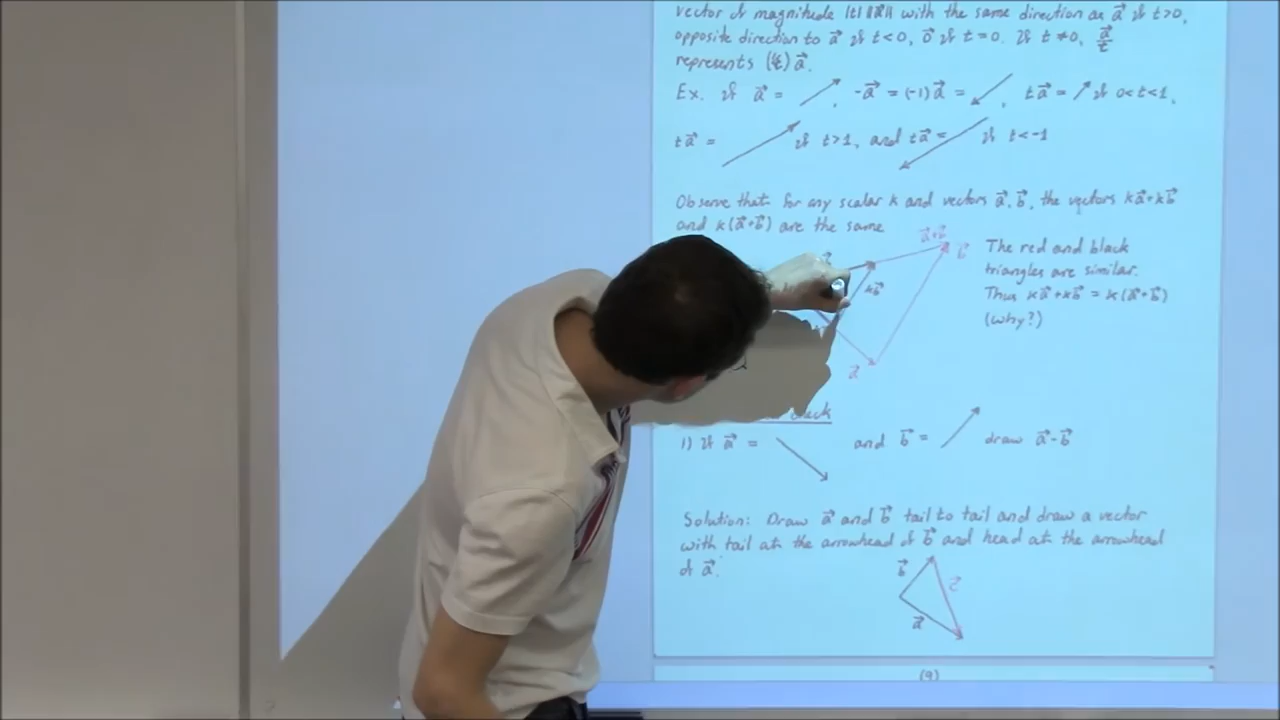 vector of magnitude |t| ||a⃗|| with the same direction as a⃗ if t>0,
opposite direction to a⃗ if t<0, 0⃗ if t=0. If t≠0, a⃗/t
represents (1/t) a⃗.
Ex. If a⃗ = , -a⃗ = (-1)a⃗ = , ta⃗ = if 0<t<1,
ta⃗ = if t>1, and ta⃗ = if t<-1
Observe that for any scalar k and vectors a⃗, b⃗, the vectors ka⃗+kb⃗
and k(a⃗+b⃗) are the same
a⃗+b⃗
b⃗
kb⃗
a⃗
The red and black
triangles are similar.
Thus ka⃗+kb⃗ = k(a⃗+b⃗)
(why?)
check
1) If a⃗ = and b⃗ = draw a⃗-b⃗
Solution: Draw a⃗ and b⃗ tail to tail and draw a vector
with tail at the arrowhead of b⃗ and head at the arrowhead
of a⃗.
b⃗
c⃗
a⃗
(9)